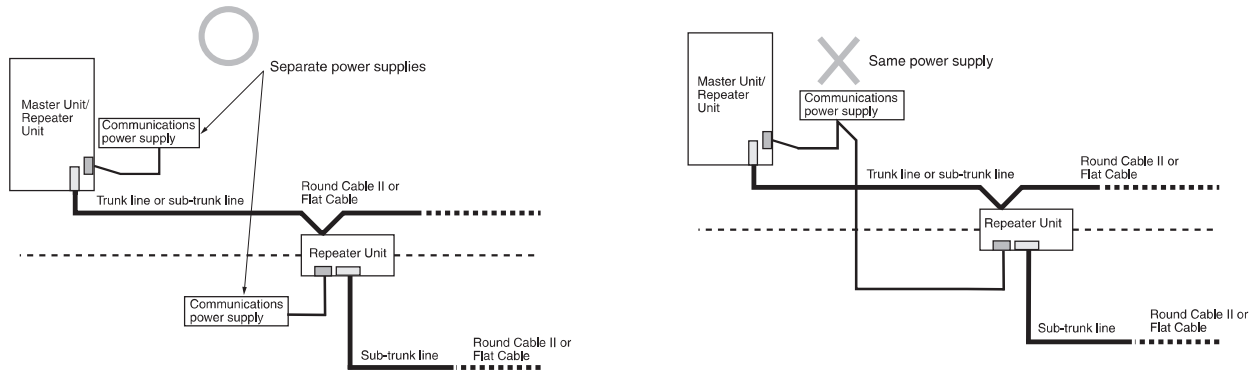 Separate power supplies
Master Unit/
Repeater
Unit
Communications
power supply
Trunk line or sub-trunk line
Round Cable II or
Flat Cable
Repeater Unit
Communications
power supply
Sub-trunk line
Round Cable II or
Flat Cable
Same power supply
Master Unit/
Repeater
Unit
Communications
power supply
Trunk line or sub-trunk line
Round Cable II or
Flat Cable
Repeater Unit
Sub-trunk line
Round Cable II or
Flat Cable